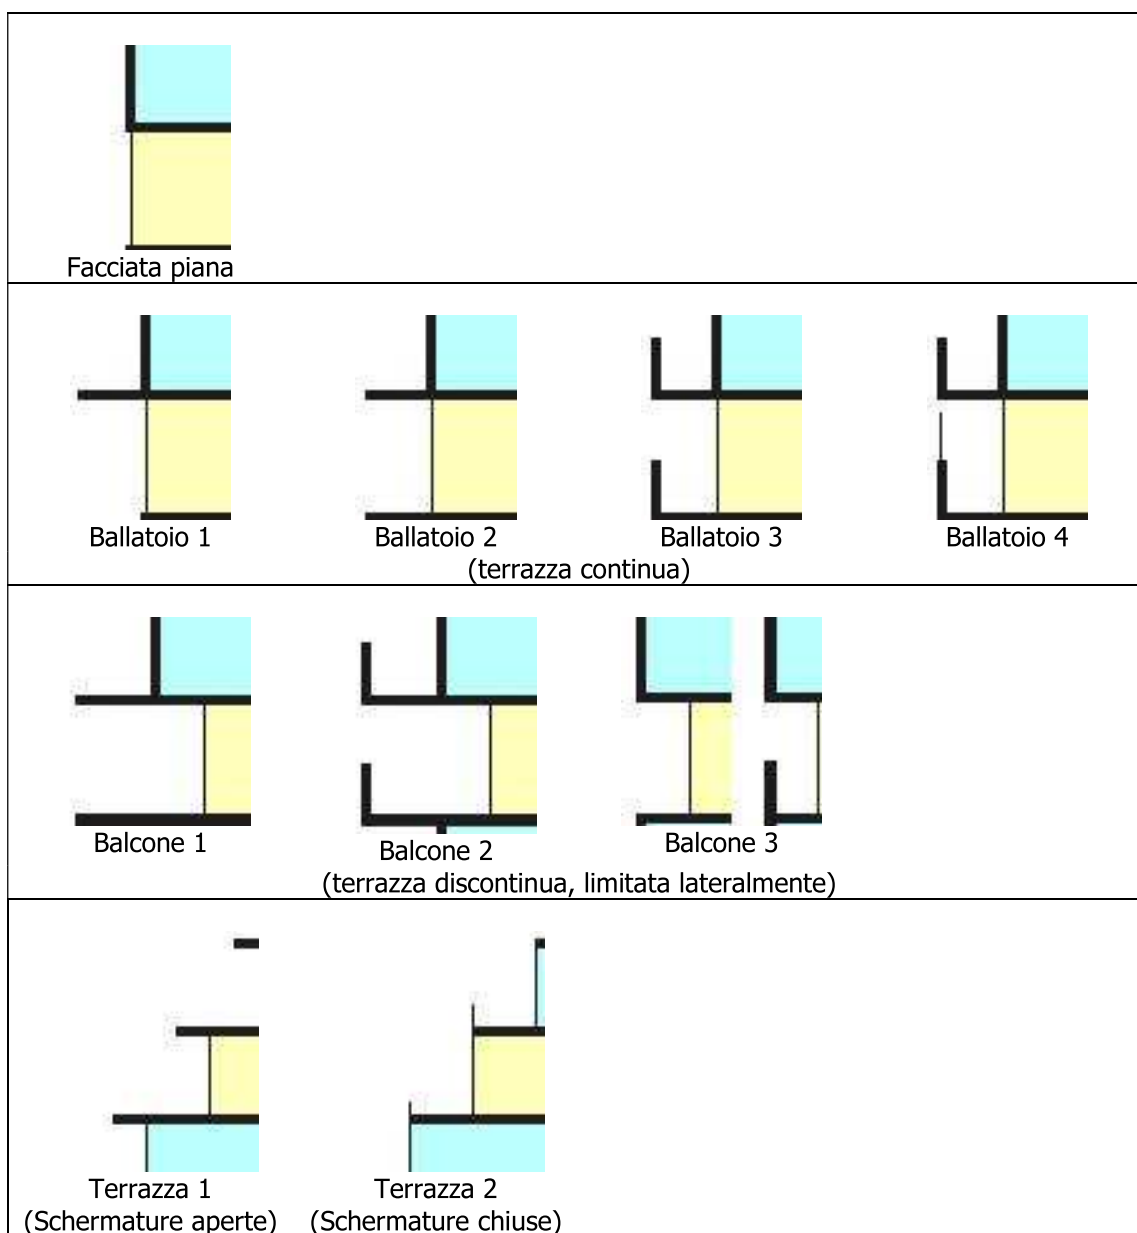 Facciata piana
Ballatoio 1 Ballatoio 2 Ballatoio 3 Ballatoio 4
(terrazza continua)
Balcone 1 Balcone 2 Balcone 3
(terrazza discontinua, limitata lateralmente)
Terrazza 1 Terrazza 2
(Schermature aperte) (Schermature chiuse)